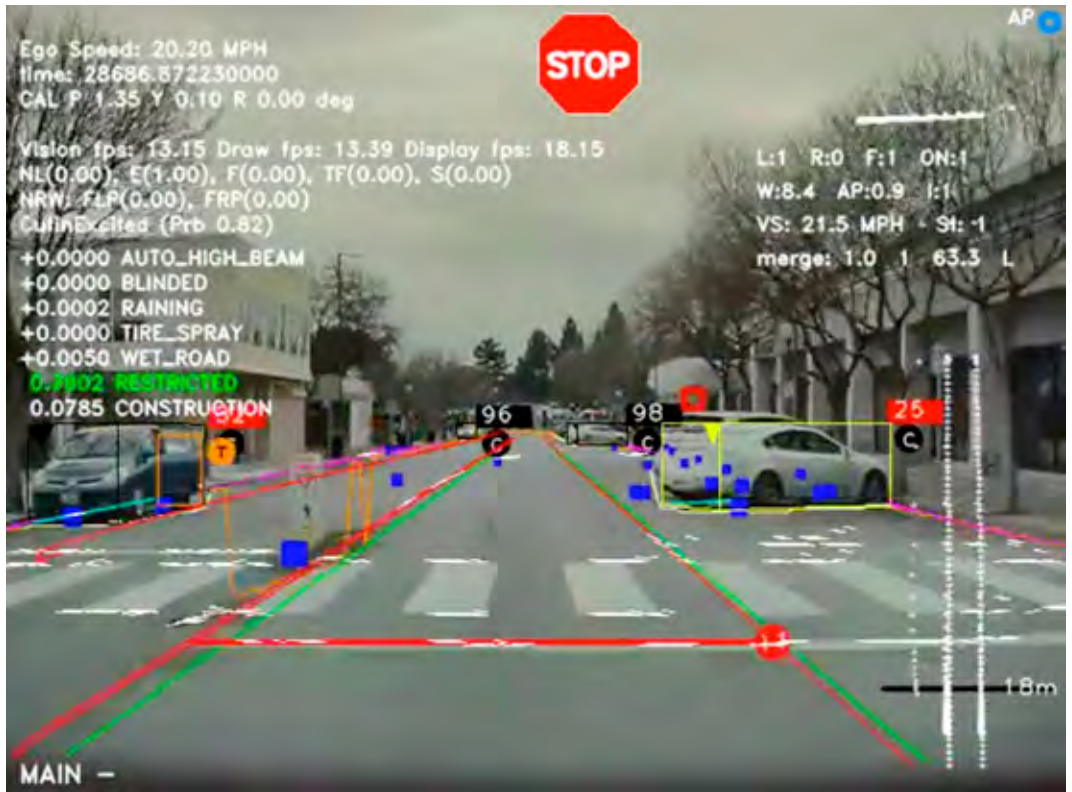 AP
STOP
Ego Speed: 20.20 MPH
time: 28686.872230000
CAL P 1.35 Y 0.10 R 0.00 deg
Vision fps: 13.15 Draw fps: 13.39 Display fps: 18.15
NL(0.00), E(1.00), F(0.00), TF(0.00), S(0.00)
NRW: FLP(0.00), FRP(0.00)
CutInExcited (Prb 0.82)
+0.0000 AUTO_HIGH_BEAM
+0.0000 BLINDED
+0.0002 RAINING
+0.0000 TIRE_SPRAY
+0.0050 WET_ROAD
RESTRICTED
0.0785 CONSTRUCTION
L:1 R:0 F:1 ON:1
W:8.4 AP:0.9 I:1
VS: 21.5 MPH - St: -1
merge: 1.0 1 63.3 L
96
98
25
T
C
C
C
18m
MAIN -